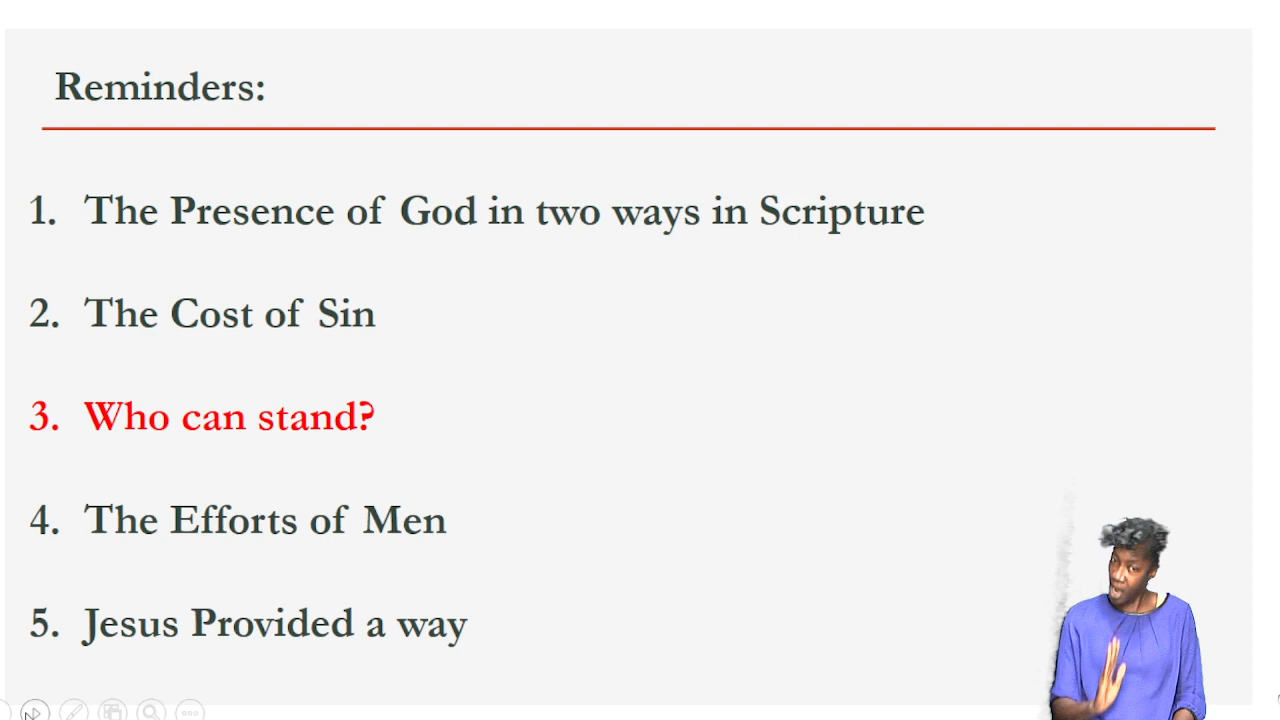 Reminders:
1. The Presence of God in two ways in Scripture
2. The Cost of Sin
3. Who can stand?
4. The Efforts of Men
5. Jesus Provided a way